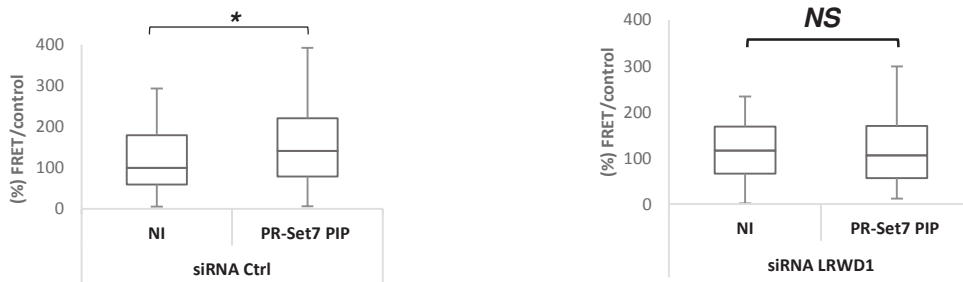 *
(%) FRET/control
400
300
200
100
0
NI
PR-Set7 PIP
siRNA Ctrl
NS
(%) FRET/control
400
300
200
100
0
NI
PR-Set7 PIP
siRNA LRWD1